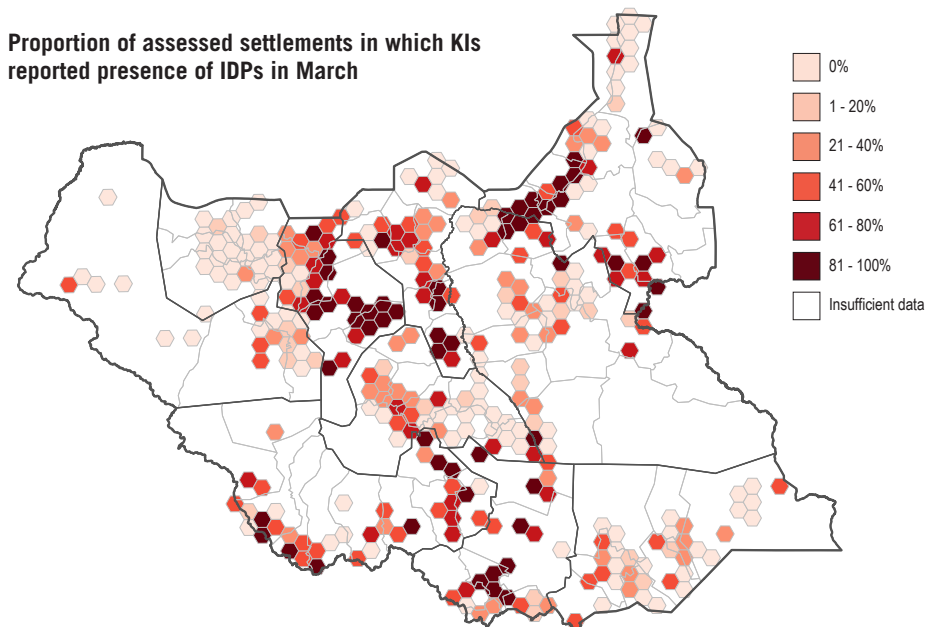 Proportion of assessed settlements in which KIs
reported presence of IDPs in March
0%
1 - 20%
21 - 40%
41 - 60%
61 - 80%
81 - 100%
Insufficient data